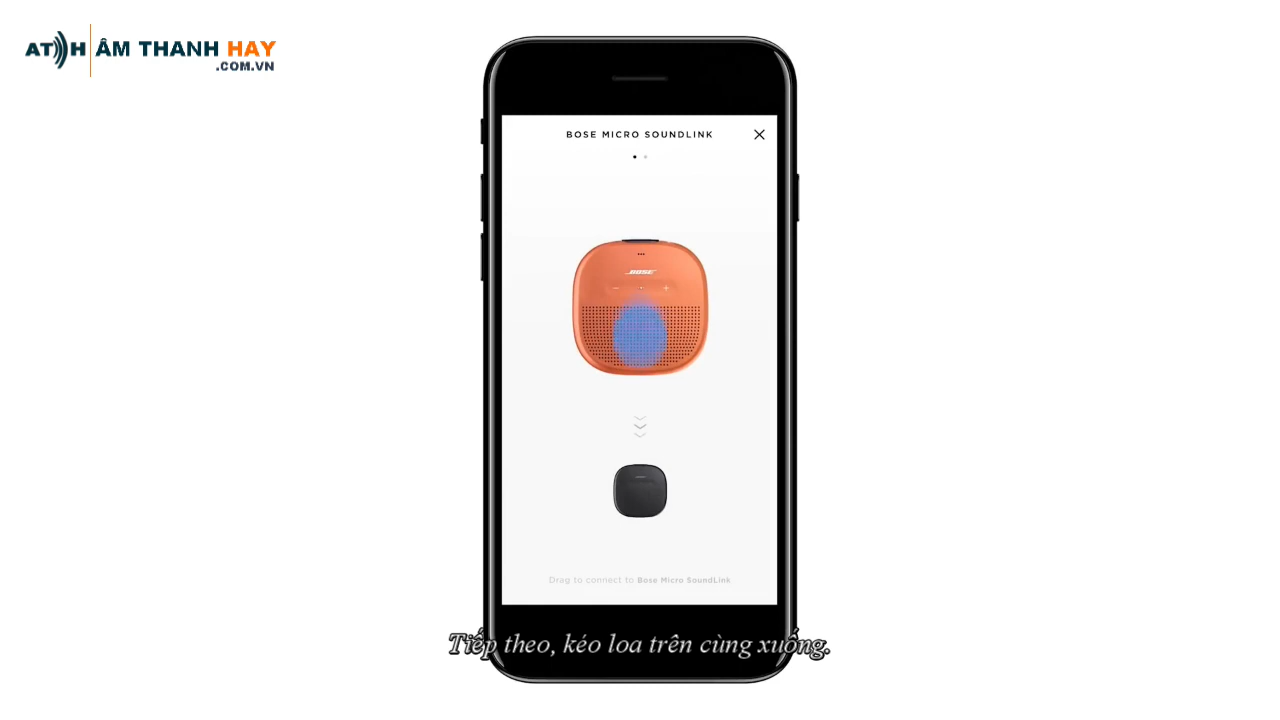 ATH ÂM THANH HAY
.COM.VN
BOSE MICRO SOUNDLINK
BOSE
Drag to connect to Bose Micro SoundLink
Tiếp theo, kéo loa trên cùng xuống.